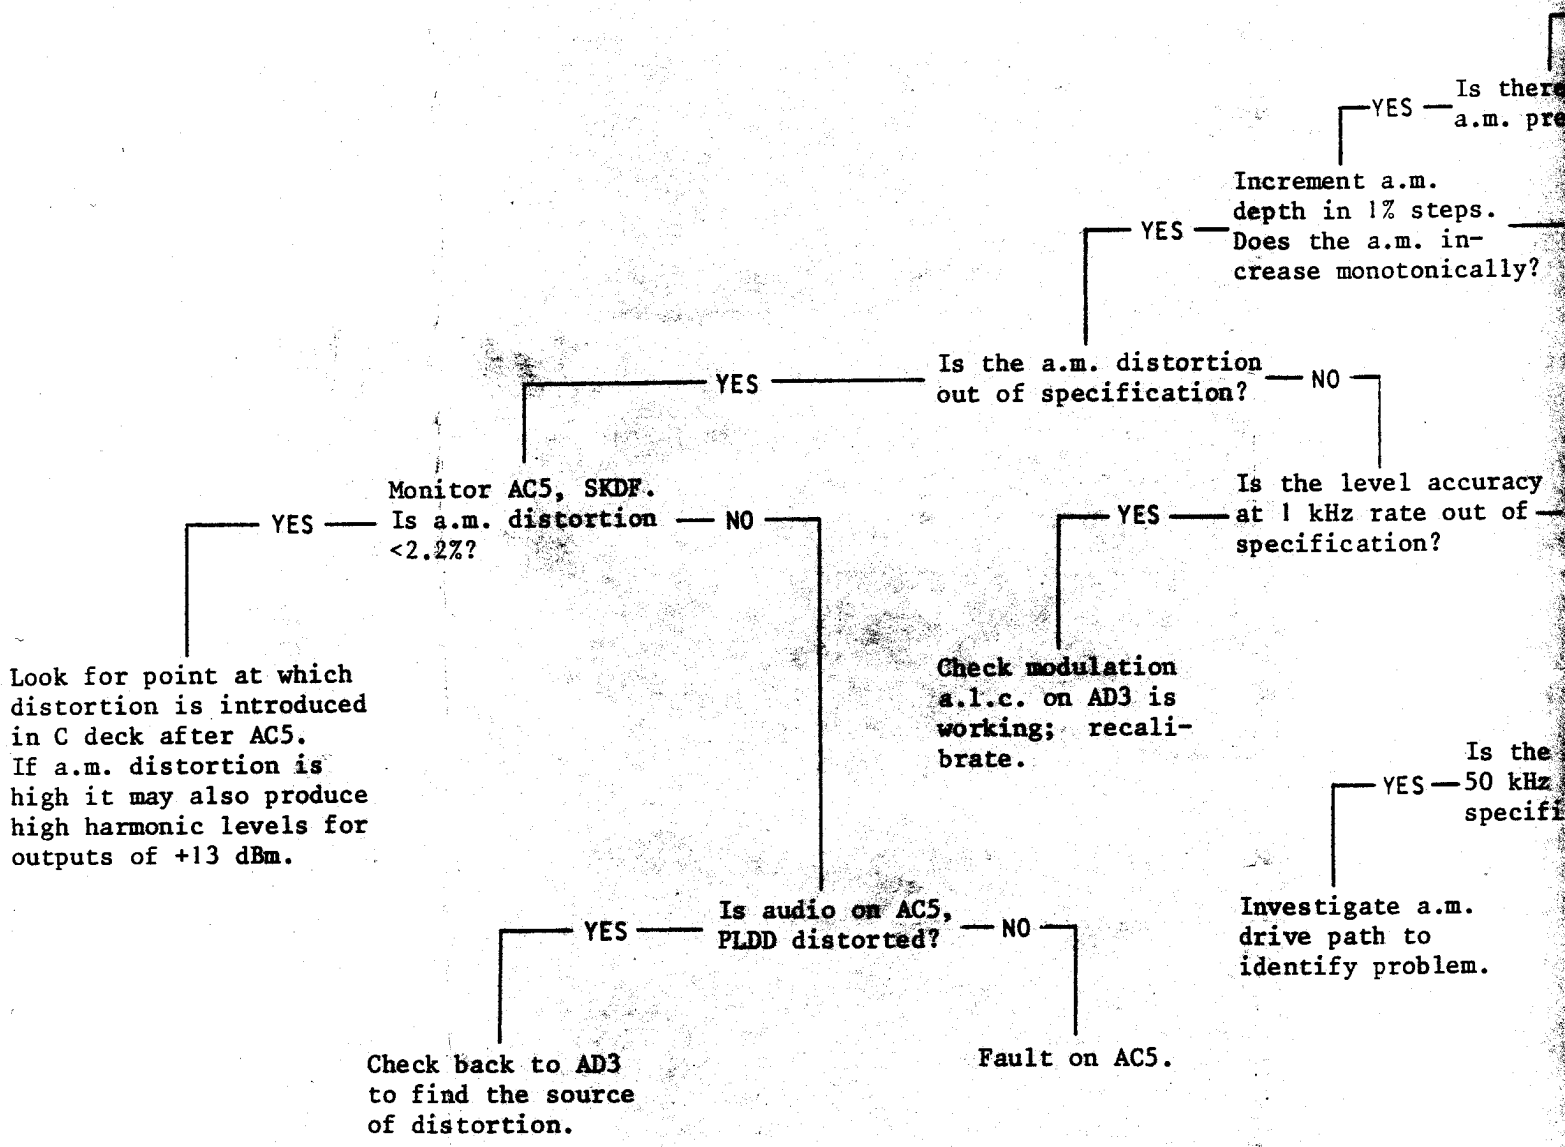 Is there
YES
a.m. pre
Increment a.m.
depth in 1% steps.
YES
Does the a.m. in-
crease monotonically?
Is the a.m. distortion
out of specification?
YES
NO
Monitor AC5, SKDF.
Is a.m. distortion
<2.2%?
YES
NO
Is the level accuracy
at 1 kHz rate out of
specification?
YES
Look for point at which
distortion is introduced
in C deck after AC5.
If a.m. distortion is
high it may also produce
high harmonic levels for
outputs of +13 dBm.
Check modulation
a.l.c. on AD3 is
working; recali-
brate.
Is the
YES
50 kHz
specifi
Is audio on AC5,
PLDD distorted?
YES
NO
Investigate a.m.
drive path to
identify problem.
Check back to AD3
to find the source
of distortion.
Fault on AC5.